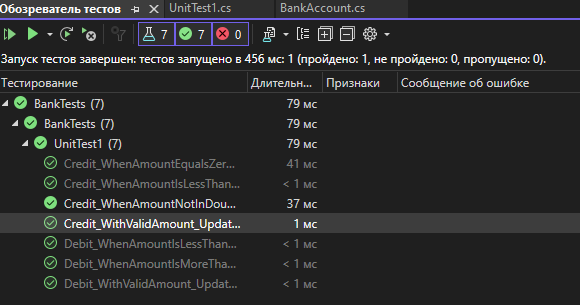 Обозреватель тестов UnitTest1.cs BankAccount.cs
7 7 0
Запуск тестов завершен: тестов запущено в 456 мс: 1 (пройдено: 1, не пройдено: 0, пропущено: 0).
Тестирование Длительн... Признаки Сообщение об ошибке
BankTests (7) 79 мс
BankTests (7) 79 мс
UnitTest1 (7) 79 мс
Credit_WhenAmountEqualsZer... 41 мс
Credit_WhenAmountIsLessThan... < 1 мс
Credit_WhenAmountNotInDou... 37 мс
Credit_WithValidAmount_Updat... 1 мс
Debit_WhenAmountIsLessThan... < 1 мс
Debit_WhenAmountIsMoreTha... < 1 мс
Debit_WithValidAmount_Updat... < 1 мс